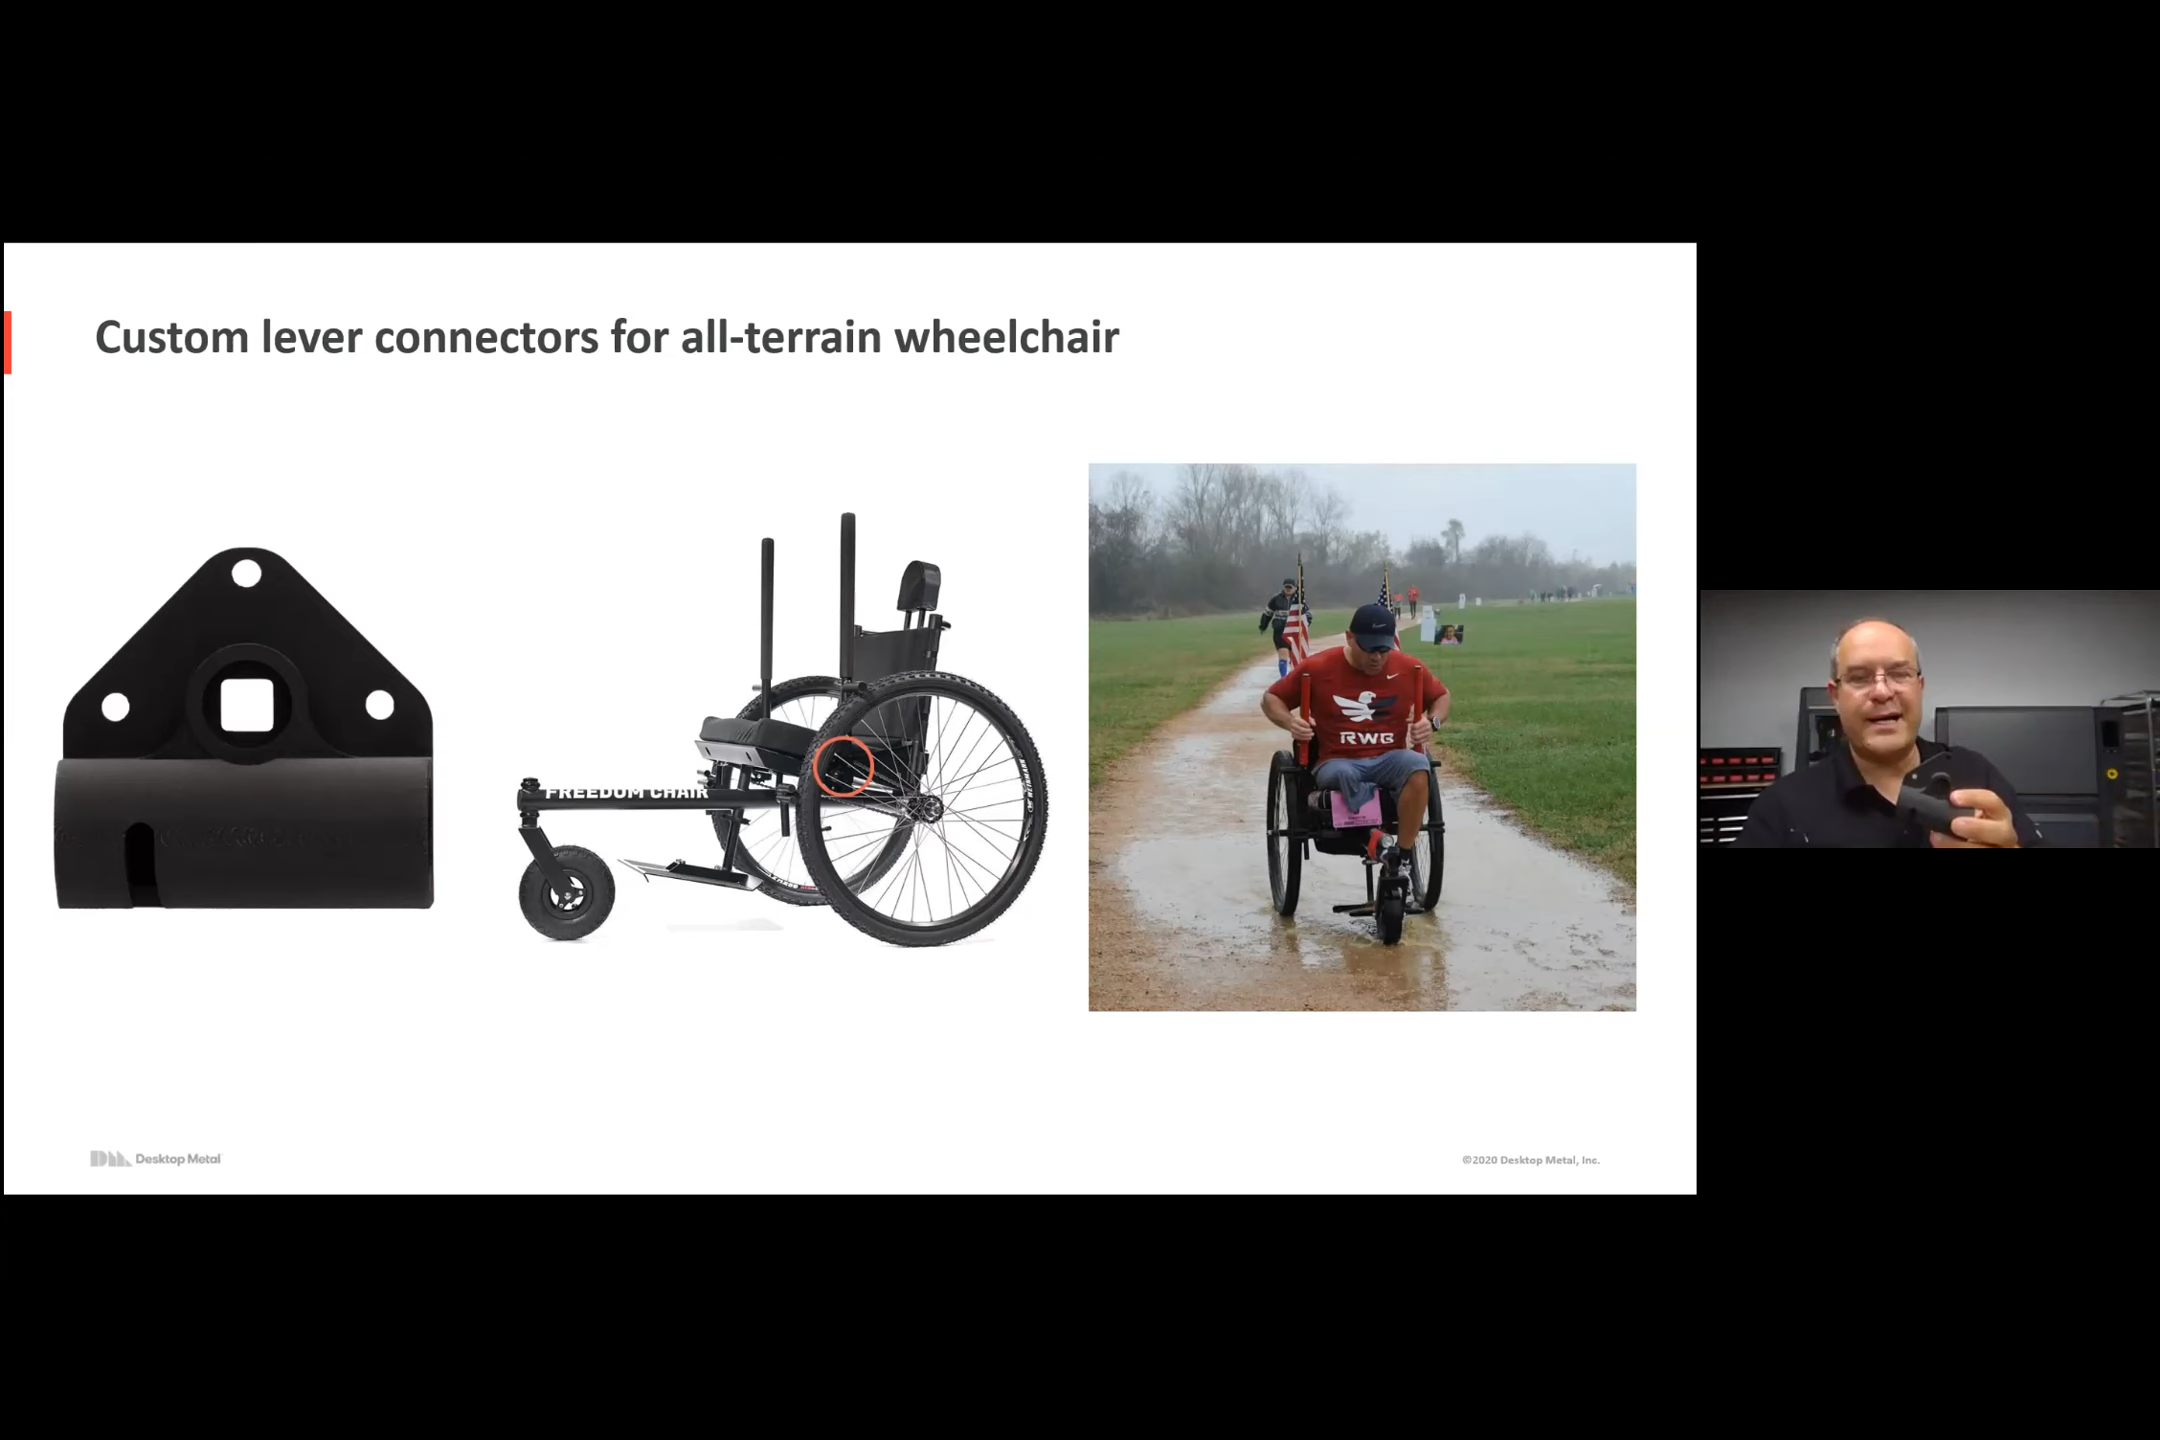 Custom lever connectors for all-terrain wheelchair
FREEDOM CHAIR
RWB
Desktop Metal
©2020 Desktop Metal, Inc.